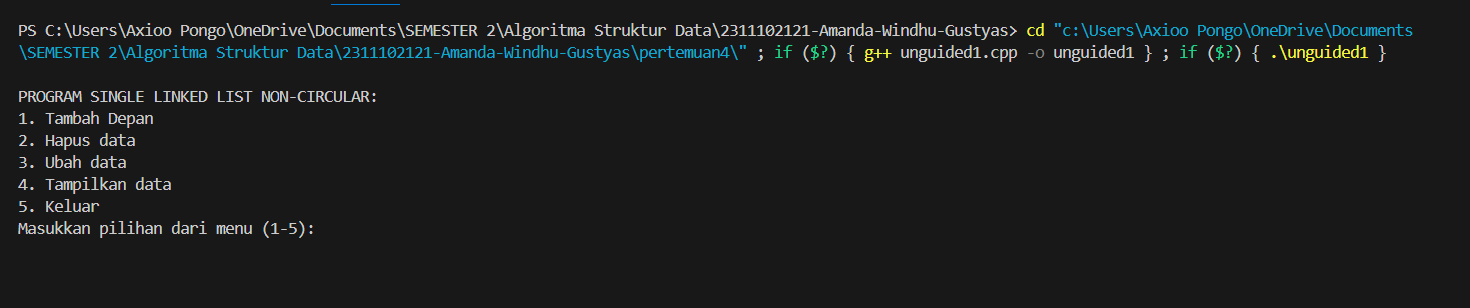 PS C:\Users\Axioo Pongo\OneDrive\Documents\SEMESTER 2\Algoritma Struktur Data\2311102121-Amanda-Windhu-Gustyas> cd "c:\Users\Axioo Pongo\OneDrive\Documents
\SEMESTER 2\Algoritma Struktur Data\2311102121-Amanda-Windhu-Gustyas\pertemuan4\" ; if ($?) { g++ unguided1.cpp -o unguided1 } ; if ($?) { .\unguided1 }
PROGRAM SINGLE LINKED LIST NON-CIRCULAR:
1. Tambah Depan
2. Hapus data
3. Ubah data
4. Tampilkan data
5. Keluar
Masukkan pilihan dari menu (1-5):